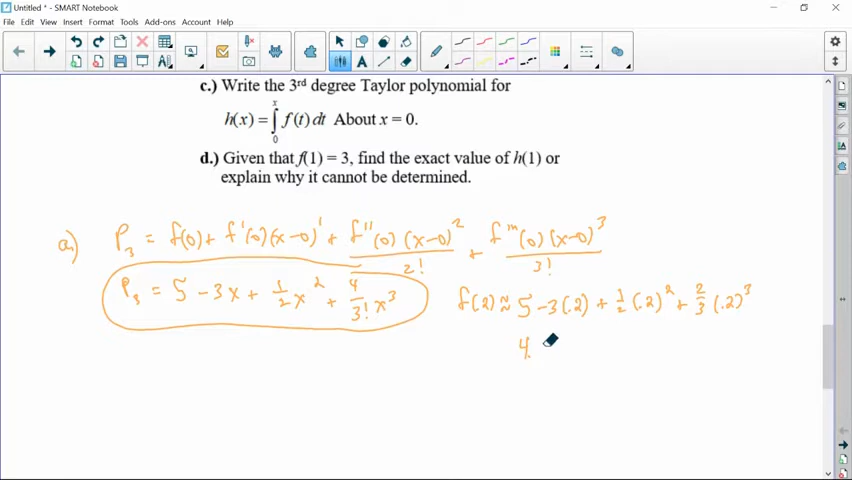 Untitled * - SMART Notebook
File Edit View Insert Format Tools Add-ons Account Help
c.) Write the 3rd degree Taylor polynomial for
h(x) = ∫₀ˣ f(t) dt About x = 0.
d.) Given that f(1) = 3, find the exact value of h(1) or
explain why it cannot be determined.
a) P₃ = f(0) + f'(0)(x-0)¹ + f''(0)(x-0)²/2! + f'''(0)(x-0)³/3!
P₃ = 5 - 3x + 1/2 x² + 4/3! x³
f(.2) ≈ 5 - 3(.2) + 1/2 (.2)² + 2/3 (.2)³
4.